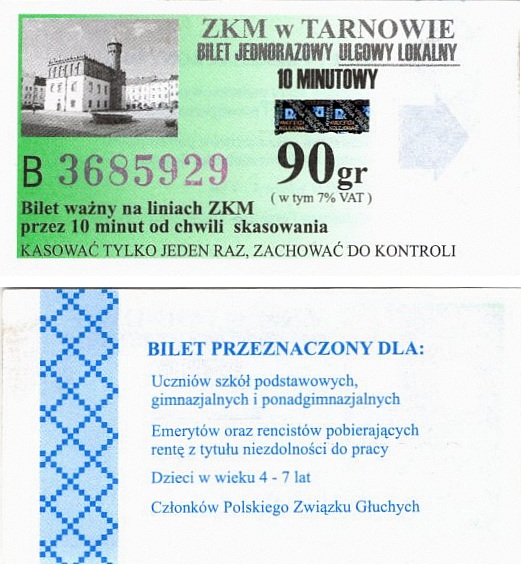 ZKM w TARNOWIE
BILET JEDNORAZOWY ULGOWY LOKALNY
10 MINUTOWY
90gr
( w tym 7% VAT )
B 3685929
Bilet ważny na liniach ZKM
przez 10 minut od chwili skasowania
KASOWAĆ TYLKO JEDEN RAZ, ZACHOWAĆ DO KONTROLI
BILET PRZEZNACZONY DLA:
Uczniów szkół podstawowych,
gimnazjalnych i ponadgimnazjalnych
Emerytów oraz rencistów pobierających
rentę z tytułu niezdolności do pracy
Dzieci w wieku 4 - 7 lat
Członków Polskiego Związku Głuchych